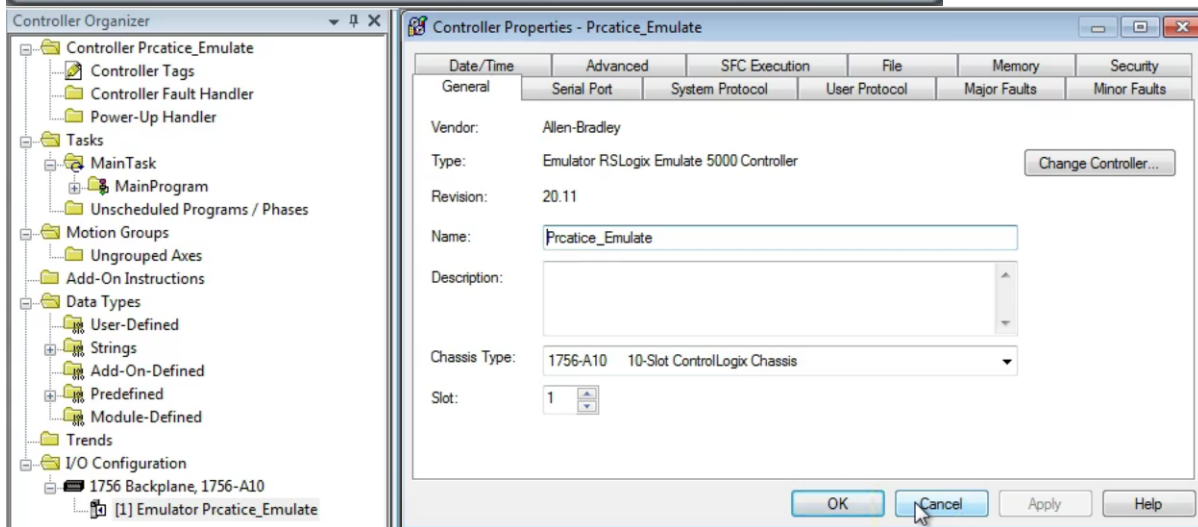 Controller Organizer
Controller Prcatice_Emulate
Controller Tags
Controller Fault Handler
Power-Up Handler
Tasks
MainTask
MainProgram
Unscheduled Programs / Phases
Motion Groups
Ungrouped Axes
Add-On Instructions
Data Types
User-Defined
Strings
Add-On-Defined
Predefined
Module-Defined
Trends
I/O Configuration
1756 Backplane, 1756-A10
[1] Emulator Prcatice_Emulate
Controller Properties - Prcatice_Emulate
Date/Time Advanced SFC Execution File Memory Security
General Serial Port System Protocol User Protocol Major Faults Minor Faults
Vendor: Allen-Bradley
Type: Emulator RSLogix Emulate 5000 Controller Change Controller...
Revision: 20.11
Name: Prcatice_Emulate
Description:
Chassis Type: 1756-A10 10-Slot ControlLogix Chassis
Slot: 1
OK Cancel Apply Help